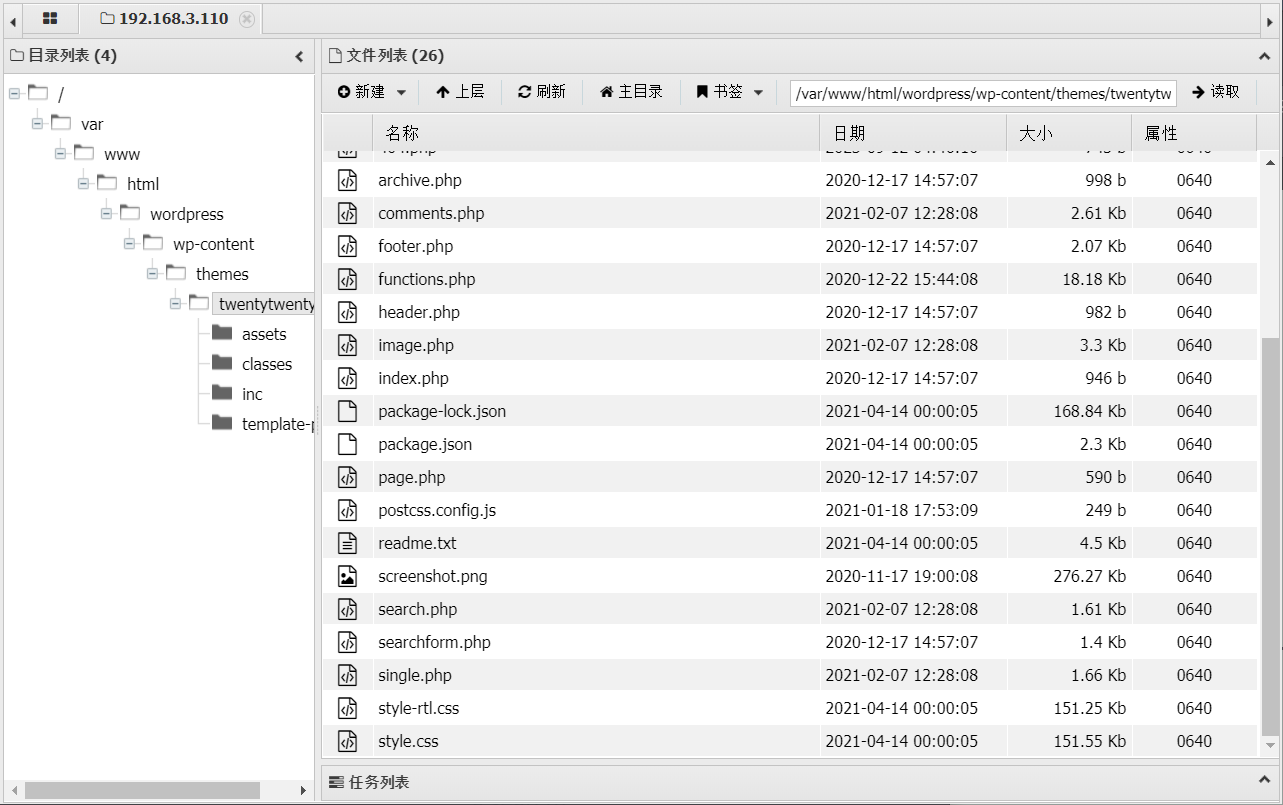 192.168.3.110
目录列表 (4)
文件列表 (26)
新建 上层 刷新 主目录 书签 /var/www/html/wordpress/wp-content/themes/twentytw 读取
名称 日期 大小 属性
/
var
www
html
wordpress
wp-content
themes
twentytwenty
assets
classes
inc
template-p
archive.php 2020-12-17 14:57:07 998 b 0640
comments.php 2021-02-07 12:28:08 2.61 Kb 0640
footer.php 2020-12-17 14:57:07 2.07 Kb 0640
functions.php 2020-12-22 15:44:08 18.18 Kb 0640
header.php 2020-12-17 14:57:07 982 b 0640
image.php 2021-02-07 12:28:08 3.3 Kb 0640
index.php 2020-12-17 14:57:07 946 b 0640
package-lock.json 2021-04-14 00:00:05 168.84 Kb 0640
package.json 2021-04-14 00:00:05 2.3 Kb 0640
page.php 2020-12-17 14:57:07 590 b 0640
postcss.config.js 2021-01-18 17:53:09 249 b 0640
readme.txt 2021-04-14 00:00:05 4.5 Kb 0640
screenshot.png 2020-11-17 19:00:08 276.27 Kb 0640
search.php 2021-02-07 12:28:08 1.61 Kb 0640
searchform.php 2020-12-17 14:57:07 1.4 Kb 0640
single.php 2021-02-07 12:28:08 1.66 Kb 0640
style-rtl.css 2021-04-14 00:00:05 151.25 Kb 0640
style.css 2021-04-14 00:00:05 151.55 Kb 0640
任务列表